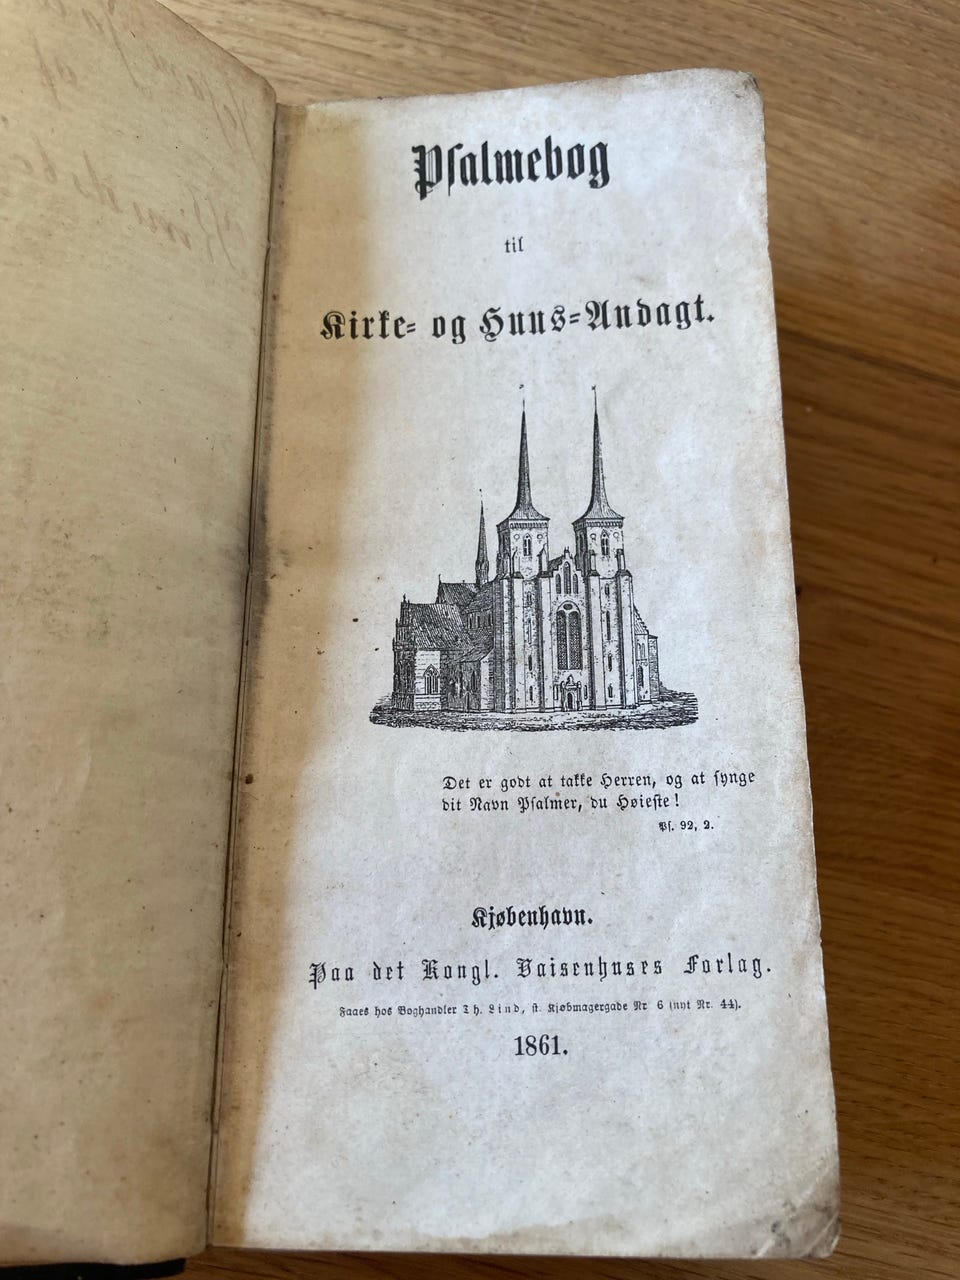 Psalmebog
til
Kirke- og Huus-Andagt.
Det er godt at takke Herren, og at synge
dit Navn Psalmer, du Høieste!
Ps. 92, 2.
Kjøbenhavn.
Paa det Kongl. Vaisenhuses Forlag.
Faaes hos Boghandler Th. Lind, st. Kjøbmagergade Nr 6 (nyt Nr. 44).
1861.